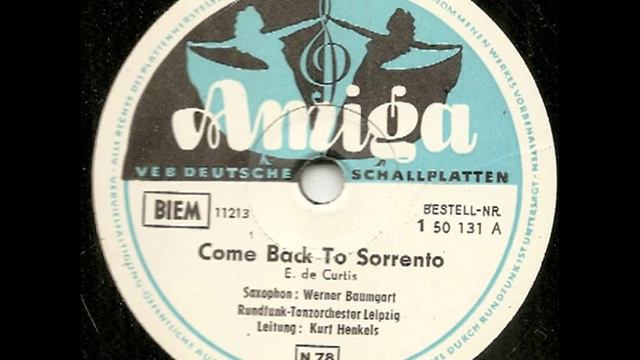 Amiga
VEB DEUTSCHE SCHALLPLATTEN
BIEM 11213
BESTELL-NR.
1 50 131 A
Come Back To Sorrento
E. de Curtis
Saxophon: Werner Baumgart
Rundfunk-Tanzorchester Leipzig
Leitung: Kurt Henkels
N 78